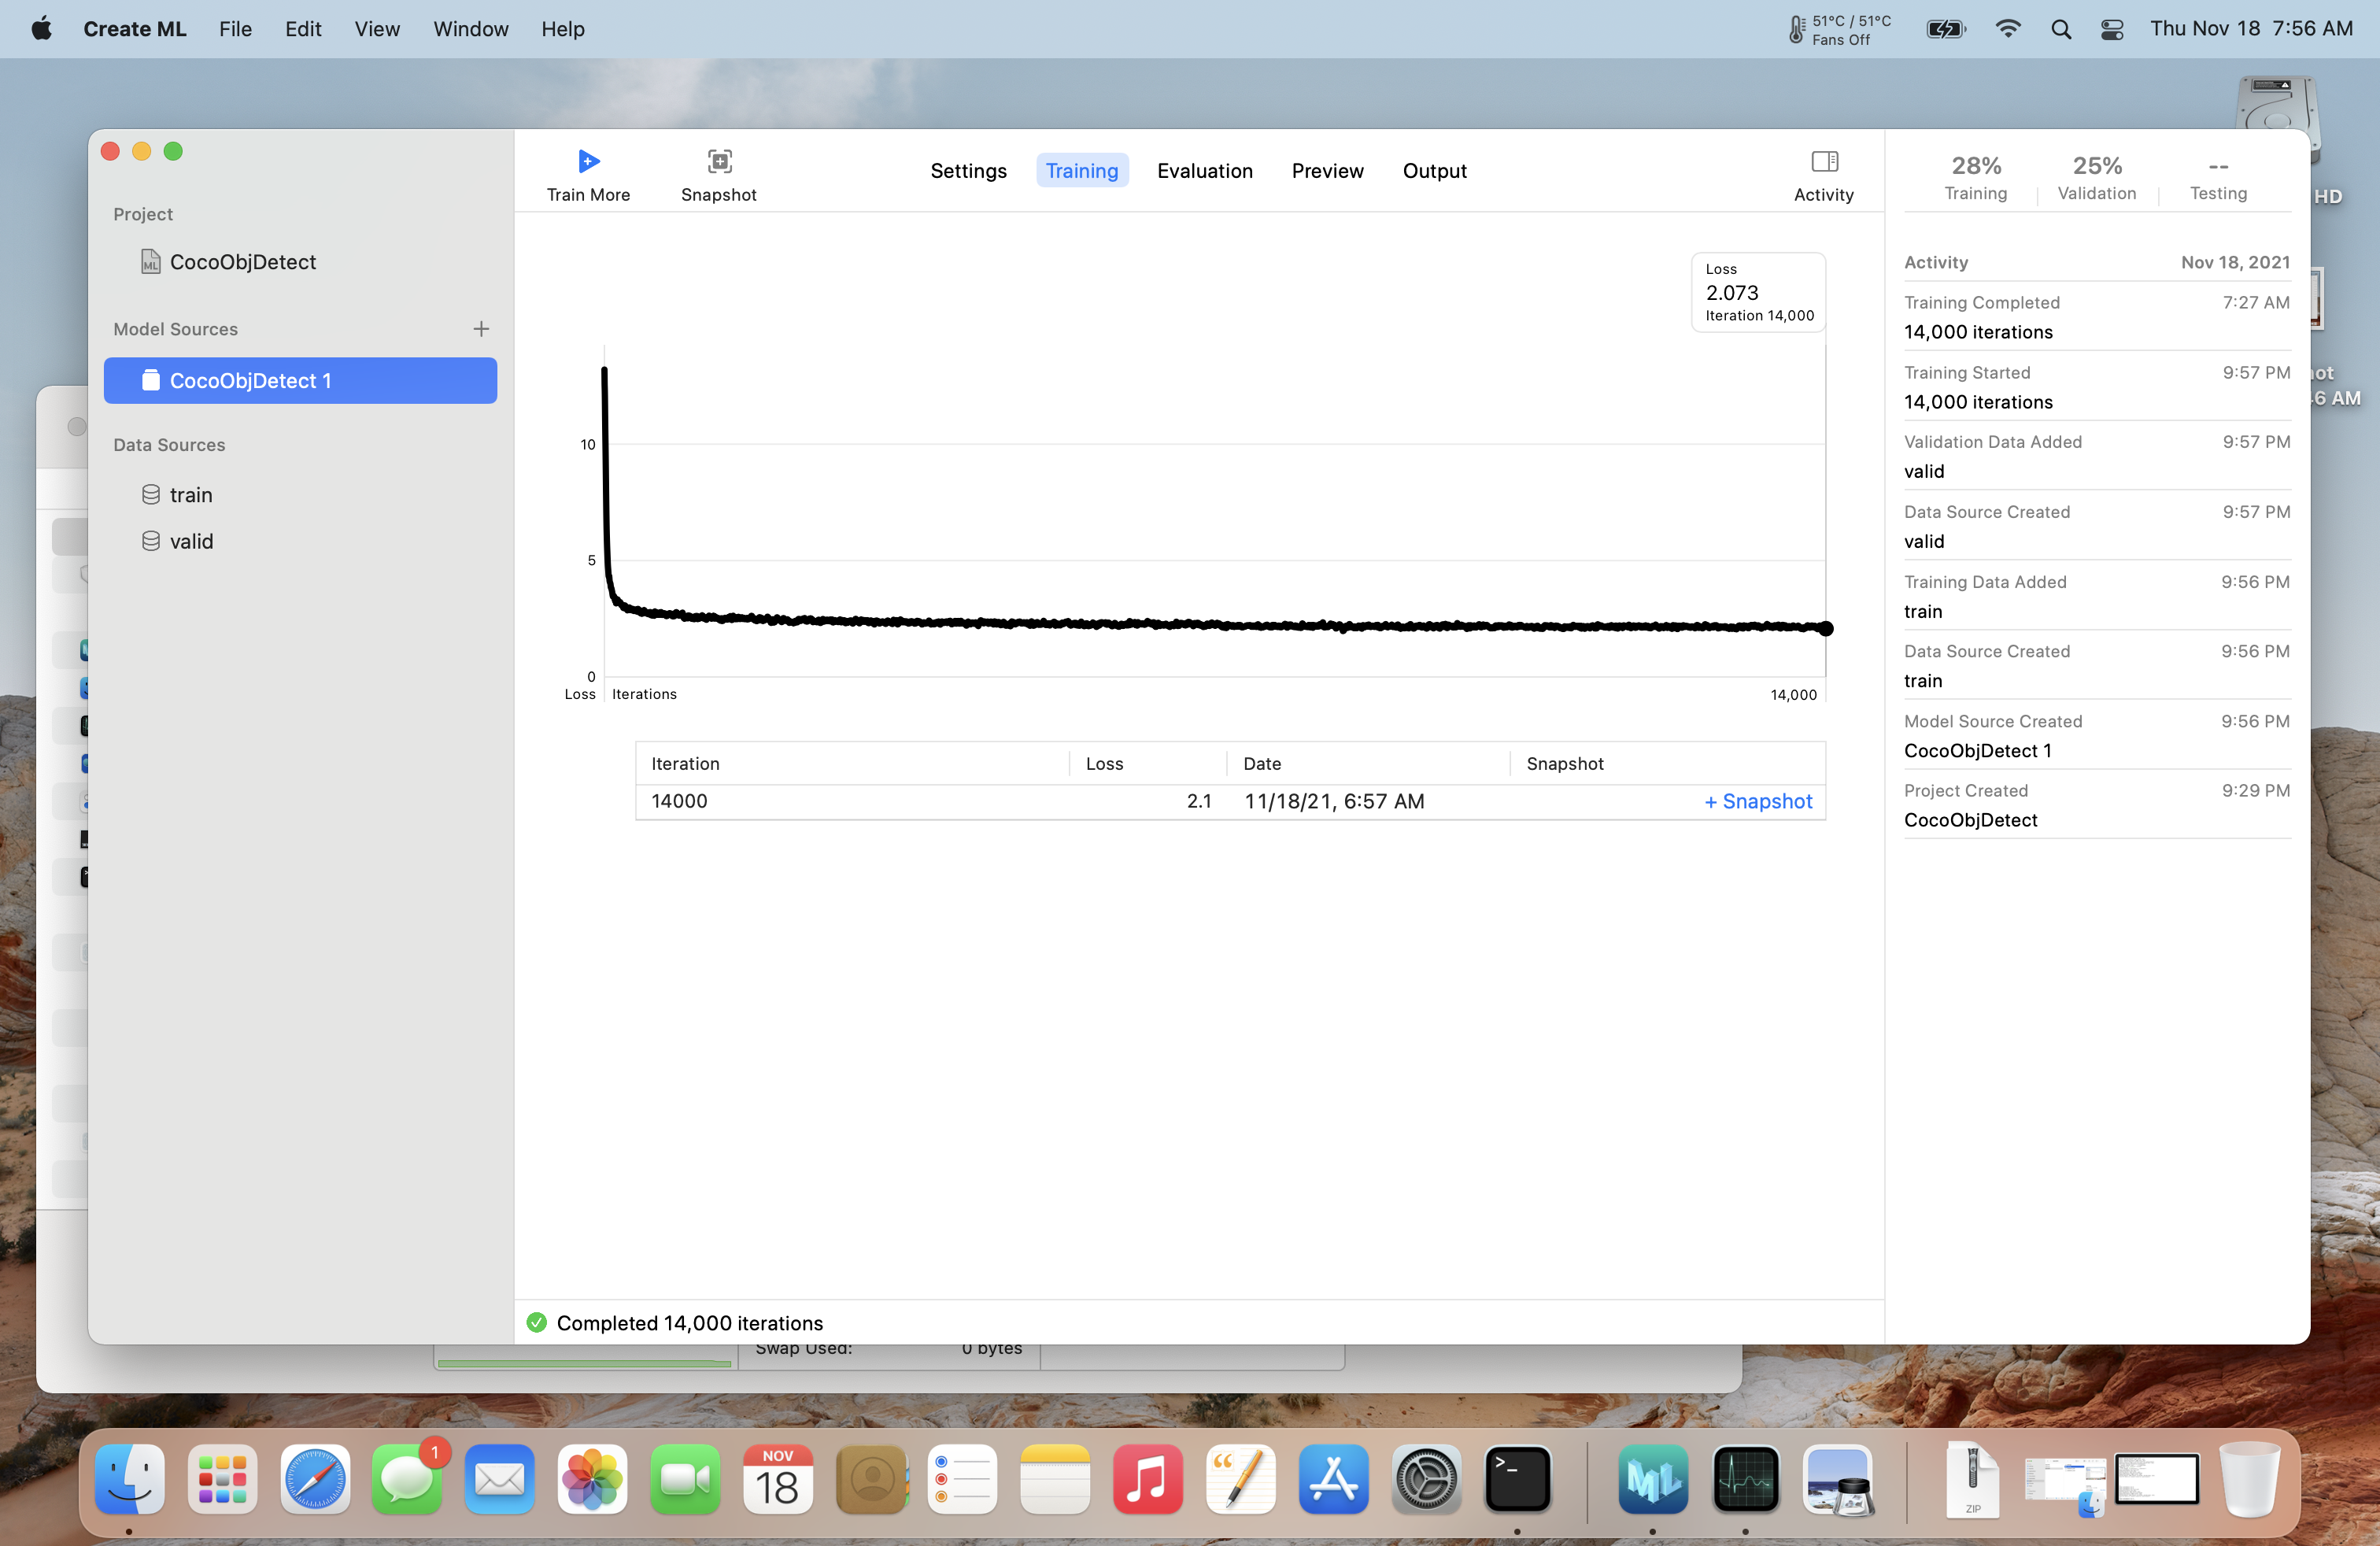 Create ML File Edit View Window Help 51°C / 51°C Fans Off Thu Nov 18 7:56 AM
HD
Project
CocoObjDetect
Model Sources
CocoObjDetect 1
Data Sources
train
valid
Train More Snapshot Settings Training Evaluation Preview Output Activity
Loss
2.073
Iteration 14,000
10
5
0
Loss Iterations 14,000
Iteration Loss Date Snapshot
14000 2.1 11/18/21, 6:57 AM + Snapshot
Completed 14,000 iterations
28% 25% --
Training Validation Testing
Activity Nov 18, 2021
Training Completed 7:27 AM
14,000 iterations
Training Started 9:57 PM
14,000 iterations
Validation Data Added 9:57 PM
valid
Data Source Created 9:57 PM
valid
Training Data Added 9:56 PM
train
Data Source Created 9:56 PM
train
Model Source Created 9:56 PM
CocoObjDetect 1
Project Created 9:29 PM
CocoObjDetect
ot
6 AM
Swap Used: 0 bytes
1
NOV
18
ML
ZIP